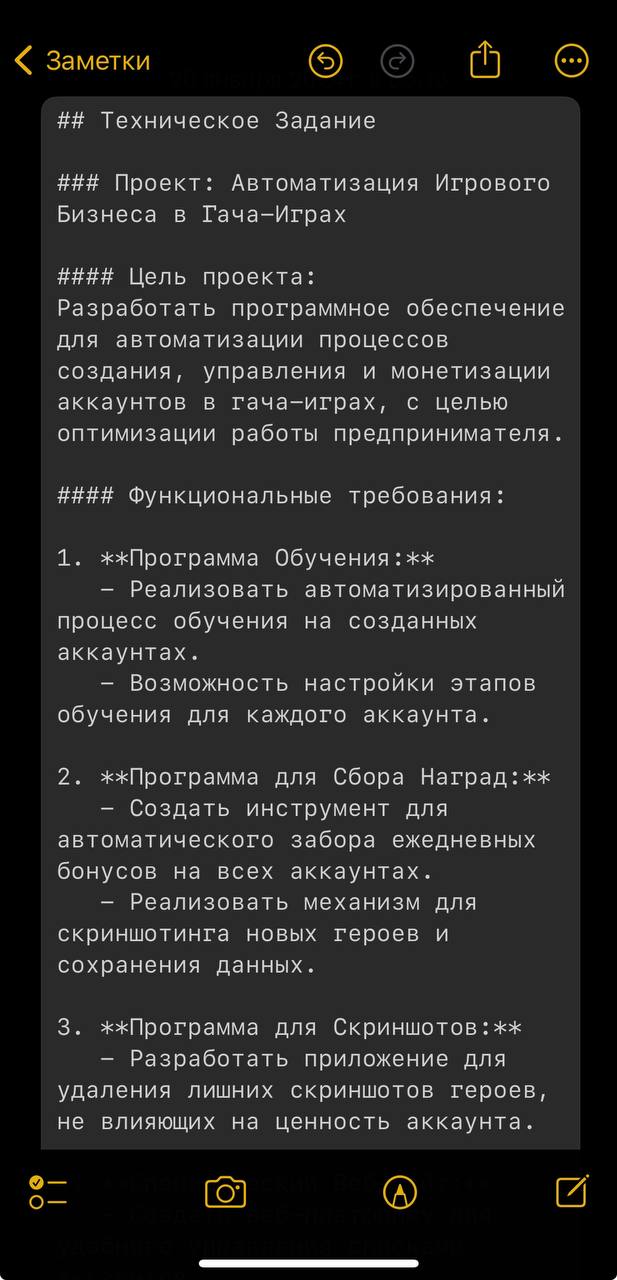 Заметки
## Техническое Задание
### Проект: Автоматизация Игрового
Бизнеса в Гача-Играх
#### Цель проекта:
Разработать программное обеспечение
для автоматизации процессов
создания, управления и монетизации
аккаунтов в гача-играх, с целью
оптимизации работы предпринимателя.
#### Функциональные требования:
1. **Программа Обучения:**
- Реализовать автоматизированный
процесс обучения на созданных
аккаунтах.
- Возможность настройки этапов
обучения для каждого аккаунта.
2. **Программа для Сбора Наград:**
- Создать инструмент для
автоматического забора ежедневных
бонусов на всех аккаунтах.
- Реализовать механизм для
скриншотинга новых героев и
сохранения данных.
3. **Программа для Скриншотов:**
- Разработать приложение для
удаления лишних скриншотов героев,
не влияющих на ценность аккаунта.